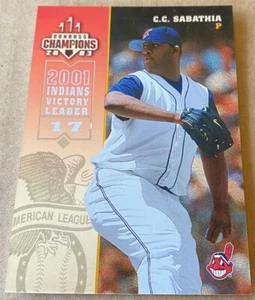 DONRUSS
CHAMPIONS
2003
C.C. SABATHIA
P
2001
INDIANS
VICTORY
LEADER
17
AMERICAN LEAGUE